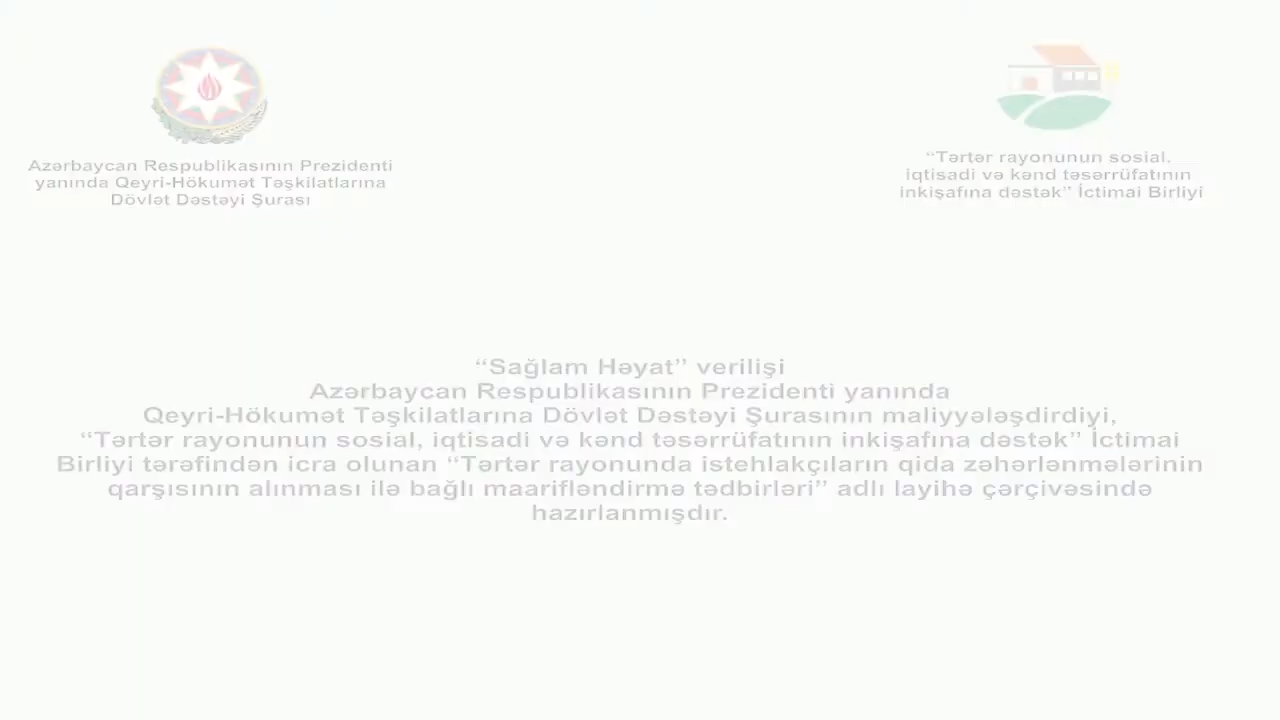 Azərbaycan Respublikasının Prezidenti
yanında Qeyri-Hökumət Təşkilatlarına
Dövlət Dəstəyi Şurası
“Tərtər rayonunun sosial.
iqtisadi və kənd təsərrüfatının
inkişafına dəstək” İctimai Birliyi
“Sağlam Həyat” verilişi
Azərbaycan Respublikasının Prezidenti yanında
Qeyri-Hökumət Təşkilatlarına Dövlət Dəstəyi Şurasının maliyyələşdirdiyi,
“Tərtər rayonunun sosial, iqtisadi və kənd təsərrüfatının inkişafına dəstək” İctimai
Birliyi tərəfindən icra olunan “Tərtər rayonunda istehlakçıların qida zəhərlənmələrinin
qarşısının alınması ilə bağlı maarifləndirmə tədbirləri” adlı layihə çərçivəsində
hazırlanmışdır.